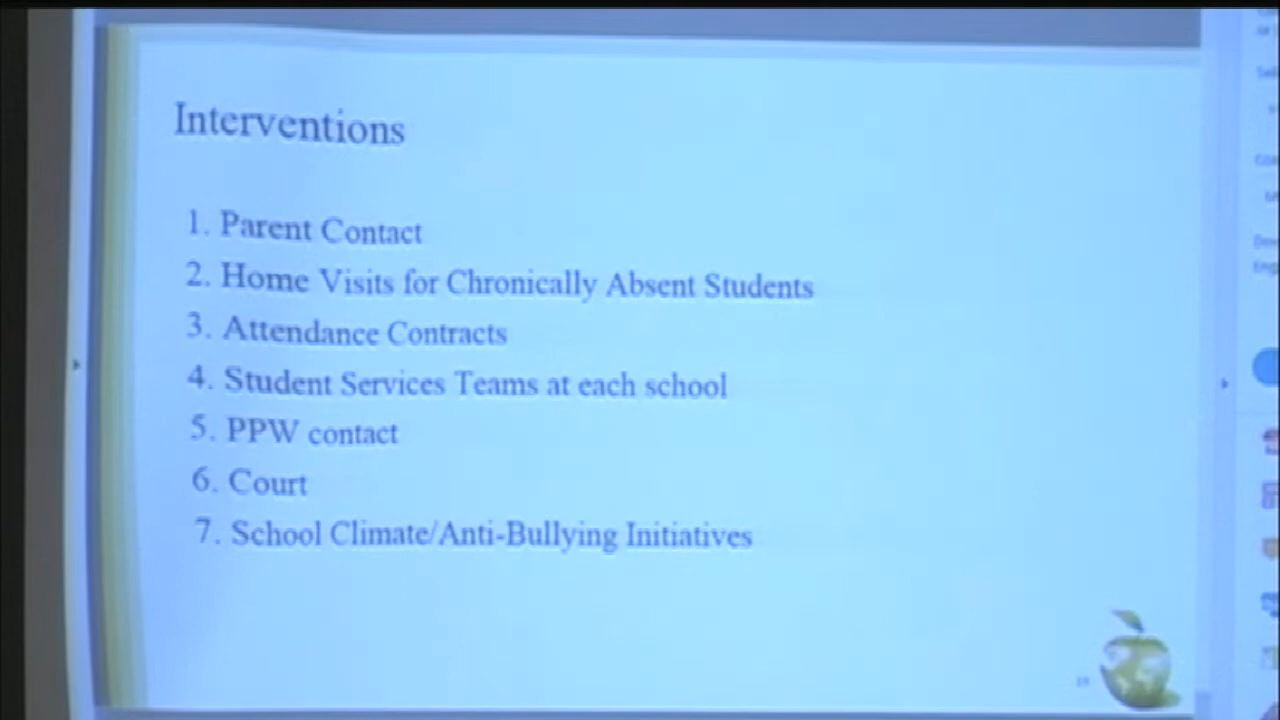 Interventions
1. Parent Contact
2. Home Visits for Chronically Absent Students
3. Attendance Contracts
4. Student Services Teams at each school
5. PPW contact
6. Court
7. School Climate/Anti-Bullying Initiatives